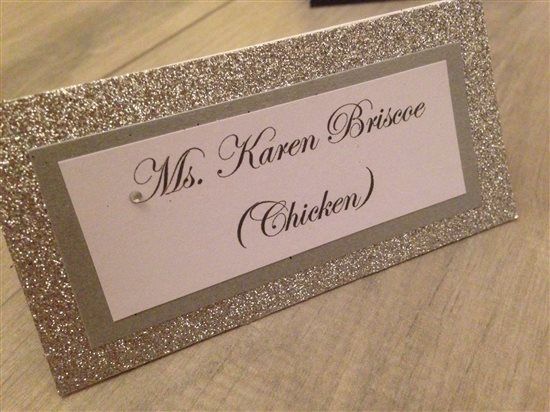 Ms. Karen Briscoe
(Chicken)